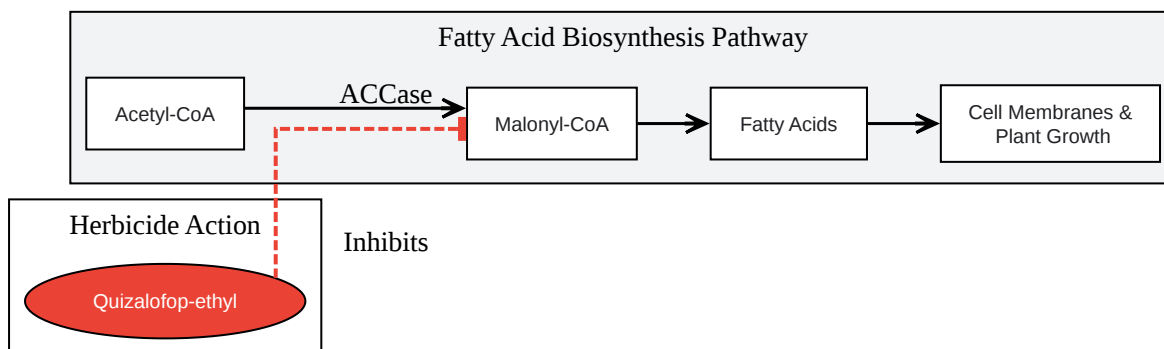 Fatty Acid Biosynthesis Pathway
Acetyl-CoA
ACCase
Malonyl-CoA
Fatty Acids
Cell Membranes &
Plant Growth
Herbicide Action
Inhibits
Quizalofop-ethyl